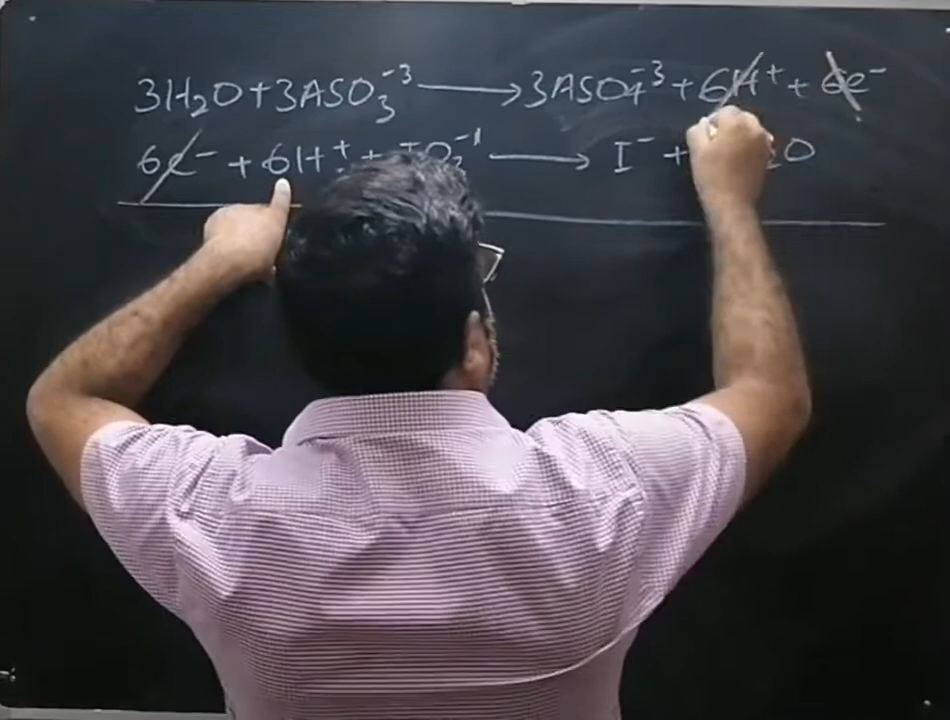 3H₂O + 3ASO₃⁻³ ⟶ 3ASO₄⁻³ + 6H⁺ + 6e⁻
6e⁻ + 6H⁺ + IO₃⁻¹ ⟶ I⁻ + O